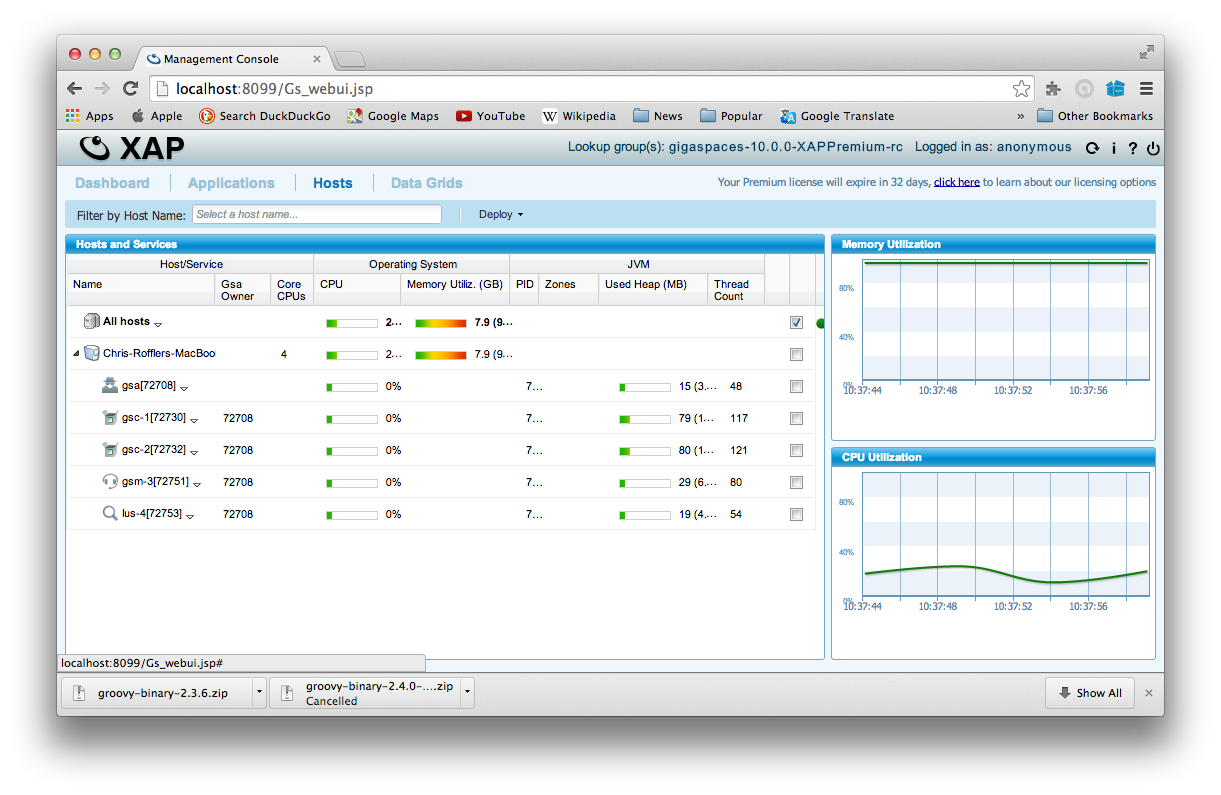 Management Console
localhost:8099/Gs_webui.jsp
Apps Apple Search DuckDuckGo Google Maps YouTube W Wikipedia News Popular Google Translate » Other Bookmarks
XAP
Lookup group(s): gigaspaces-10.0.0-XAPPremium-rc Logged in as: anonymous
Dashboard Applications Hosts Data Grids
Your Premium license will expire in 32 days, click here to learn about our licensing options
Filter by Host Name: Select a host name... Deploy
Hosts and Services
Host/Service Operating System JVM
Name Gsa Owner Core CPUs CPU Memory Utiliz. (GB) PID Zones Used Heap (MB) Thread Count
All hosts 2... 7.9 (9...
Chris-Rofflers-MacBoo 4 2... 7.9 (9...
gsa[72708] 0% 7... 15 (3.... 48
gsc-1[72730] 72708 0% 7... 79 (1... 117
gsc-2[72732] 72708 0% 7... 80 (1... 121
gsm-3[72751] 72708 0% 7... 29 (6.... 80
lus-4[72753] 72708 0% 7... 19 (4.... 54
Memory Utilization
80%
40%
0%
10:37:44 10:37:48 10:37:52 10:37:56
CPU Utilization
80%
40%
0%
10:37:44 10:37:48 10:37:52 10:37:56
localhost:8099/Gs_webui.jsp#
groovy-binary-2.3.6.zip
groovy-binary-2.4.0-....zip
Cancelled
Show All